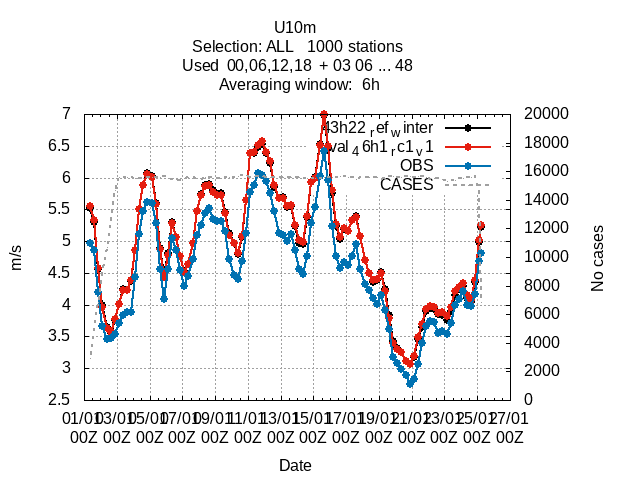 U10m
Selection: ALL 1000 stations
Used 00,06,12,18 + 03 06 ... 48
Averaging window: 6h
7
6.5
6
5.5
5
4.5
4
3.5
3
2.5
20000
18000
16000
14000
12000
10000
8000
6000
4000
2000
0
43h22_ref_winter
val_46h1_rc1_v1
OBS
CASES
m/s
No cases
01/01 03/01 05/01 07/01 09/01 11/01 13/01 15/01 17/01 19/01 21/01 23/01 25/01 27/01
00Z 00Z 00Z 00Z 00Z 00Z 00Z 00Z 00Z 00Z 00Z 00Z 00Z 00Z
Date